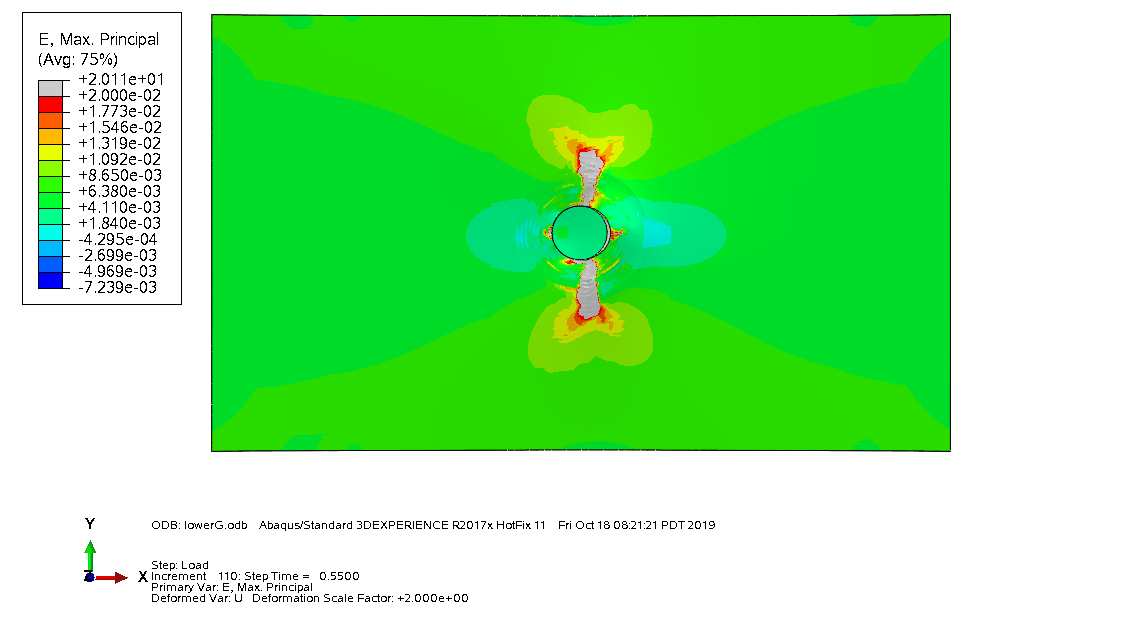 E, Max. Principal
(Avg: 75%)
+2.011e+01
+2.000e-02
+1.773e-02
+1.546e-02
+1.319e-02
+1.092e-02
+8.650e-03
+6.380e-03
+4.110e-03
+1.840e-03
-4.295e-04
-2.699e-03
-4.969e-03
-7.239e-03
Y
X
ODB: lowerG.odb Abaqus/Standard 3DEXPERIENCE R2017x HotFix 11 Fri Oct 18 08:21:21 PDT 2019
Step: Load
Increment 110: Step Time = 0.5500
Primary Var: E, Max. Principal
Deformed Var: U Deformation Scale Factor: +2.000e+00